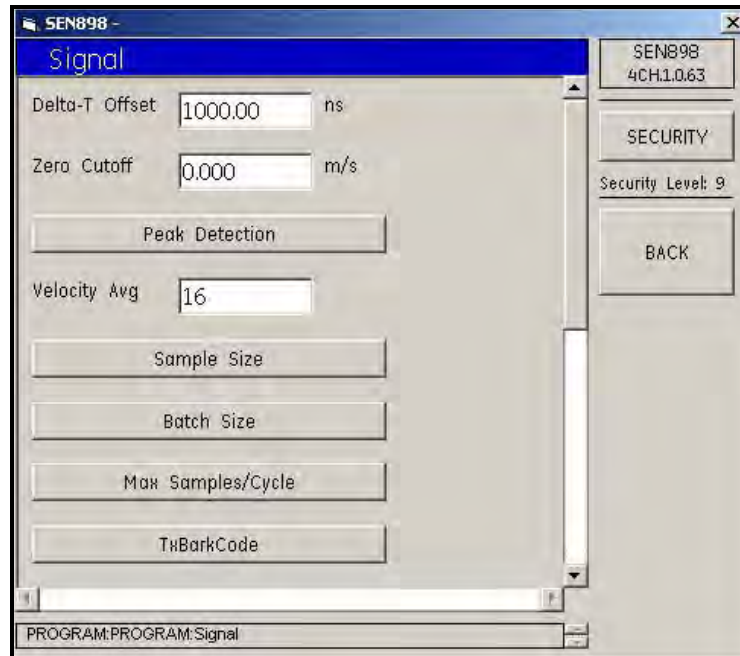 SEN898 -
Signal
Delta-T Offset 1000.00 ns
Zero Cutoff 0.000 m/s
Peak Detection
Velocity Avg 16
Sample Size
Batch Size
Max Samples/Cycle
TxBarkCode
SEN898
4CH.1.0.63
SECURITY
Security Level: 9
BACK
PROGRAM:PROGRAM:Signal